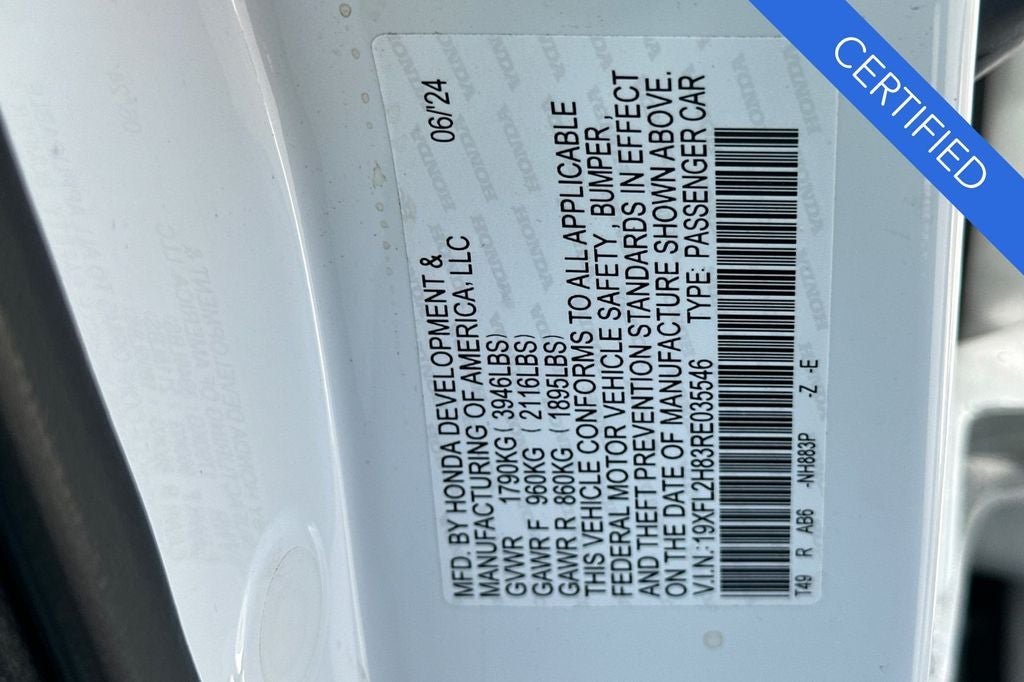 CERTIFIED
MFD. BY HONDA DEVELOPMENT & 06/'24
MANUFACTURING OF AMERICA, LLC
GVWR 1790KG ( 3946LBS)
GAWR F 960KG ( 2116LBS)
GAWR R 860KG ( 1895LBS)
THIS VEHICLE CONFORMS TO ALL APPLICABLE
FEDERAL MOTOR VEHICLE SAFETY , BUMPER ,
AND THEFT PREVENTION STANDARDS IN EFFECT
ON THE DATE OF MANUFACTURE SHOWN ABOVE.
V.I.N.:19XFL2H83RE035546 TYPE: PASSENGER CAR
T49 R AB6 -NH883P -Z -E